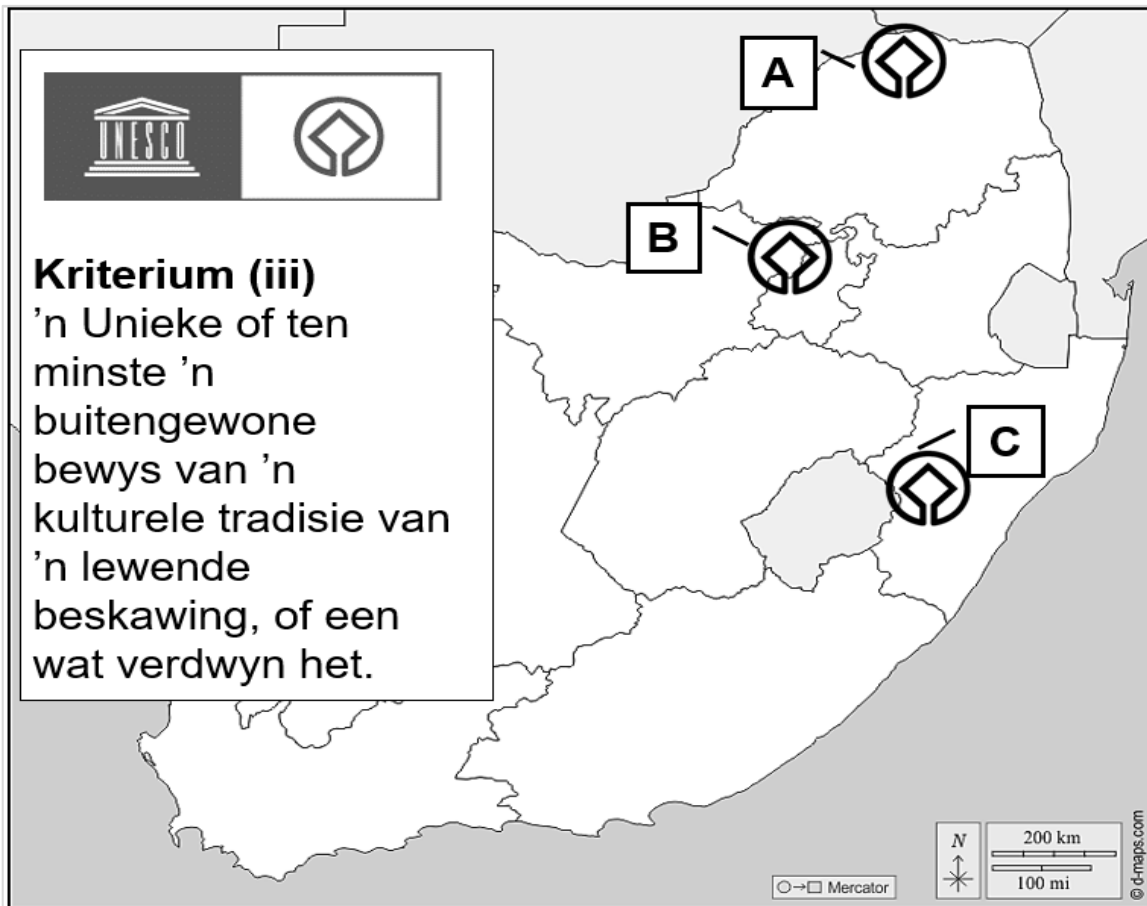 UNESCO
Kriterium (iii)
’n Unieke of ten
minste ’n
buitengewone
bewys van ’n
kulturele tradisie van
’n lewende
beskawing, of een
wat verdwyn het.
A
B
C
N
200 km
100 mi
Mercator
© d-maps.com